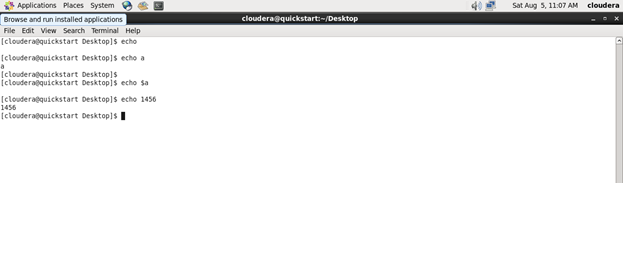 Applications Places System Sat Aug 5, 11:07 AM cloudera
Browse and run installed applications cloudera@quickstart:~/Desktop
File Edit View Search Terminal Help
[cloudera@quickstart Desktop]$ echo
[cloudera@quickstart Desktop]$ echo a
a
[cloudera@quickstart Desktop]$
[cloudera@quickstart Desktop]$ echo $a
[cloudera@quickstart Desktop]$ echo 1456
1456
[cloudera@quickstart Desktop]$